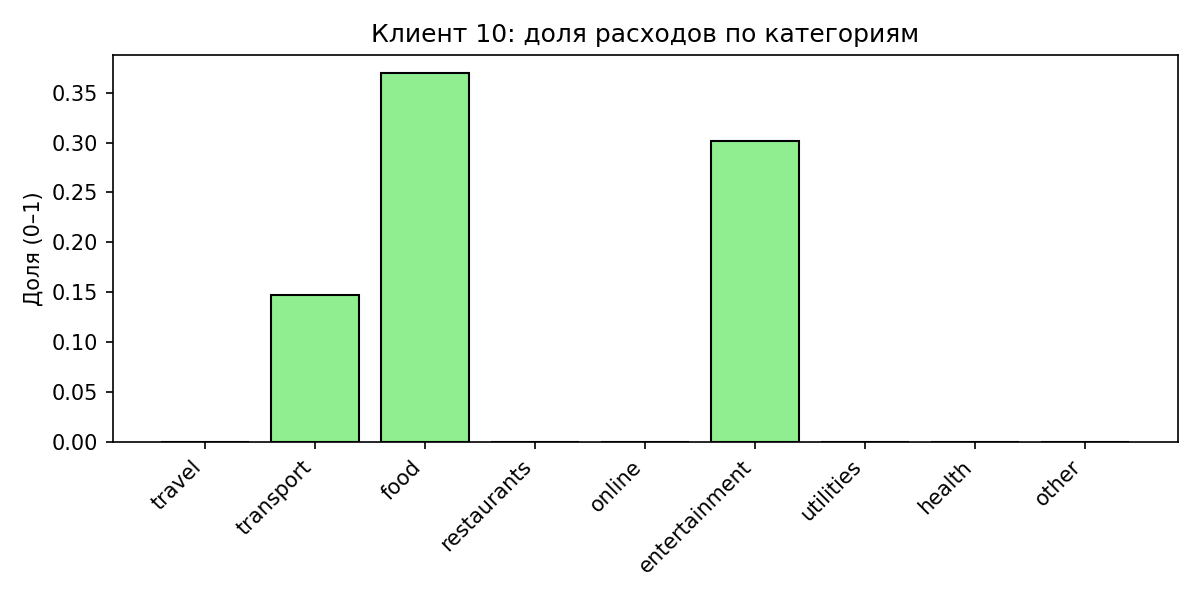 Клиент 10: доля расходов по категориям
Доля (0–1)
0.35
0.30
0.25
0.20
0.15
0.10
0.05
0.00
travel
transport
food
restaurants
online
entertainment
utilities
health
other